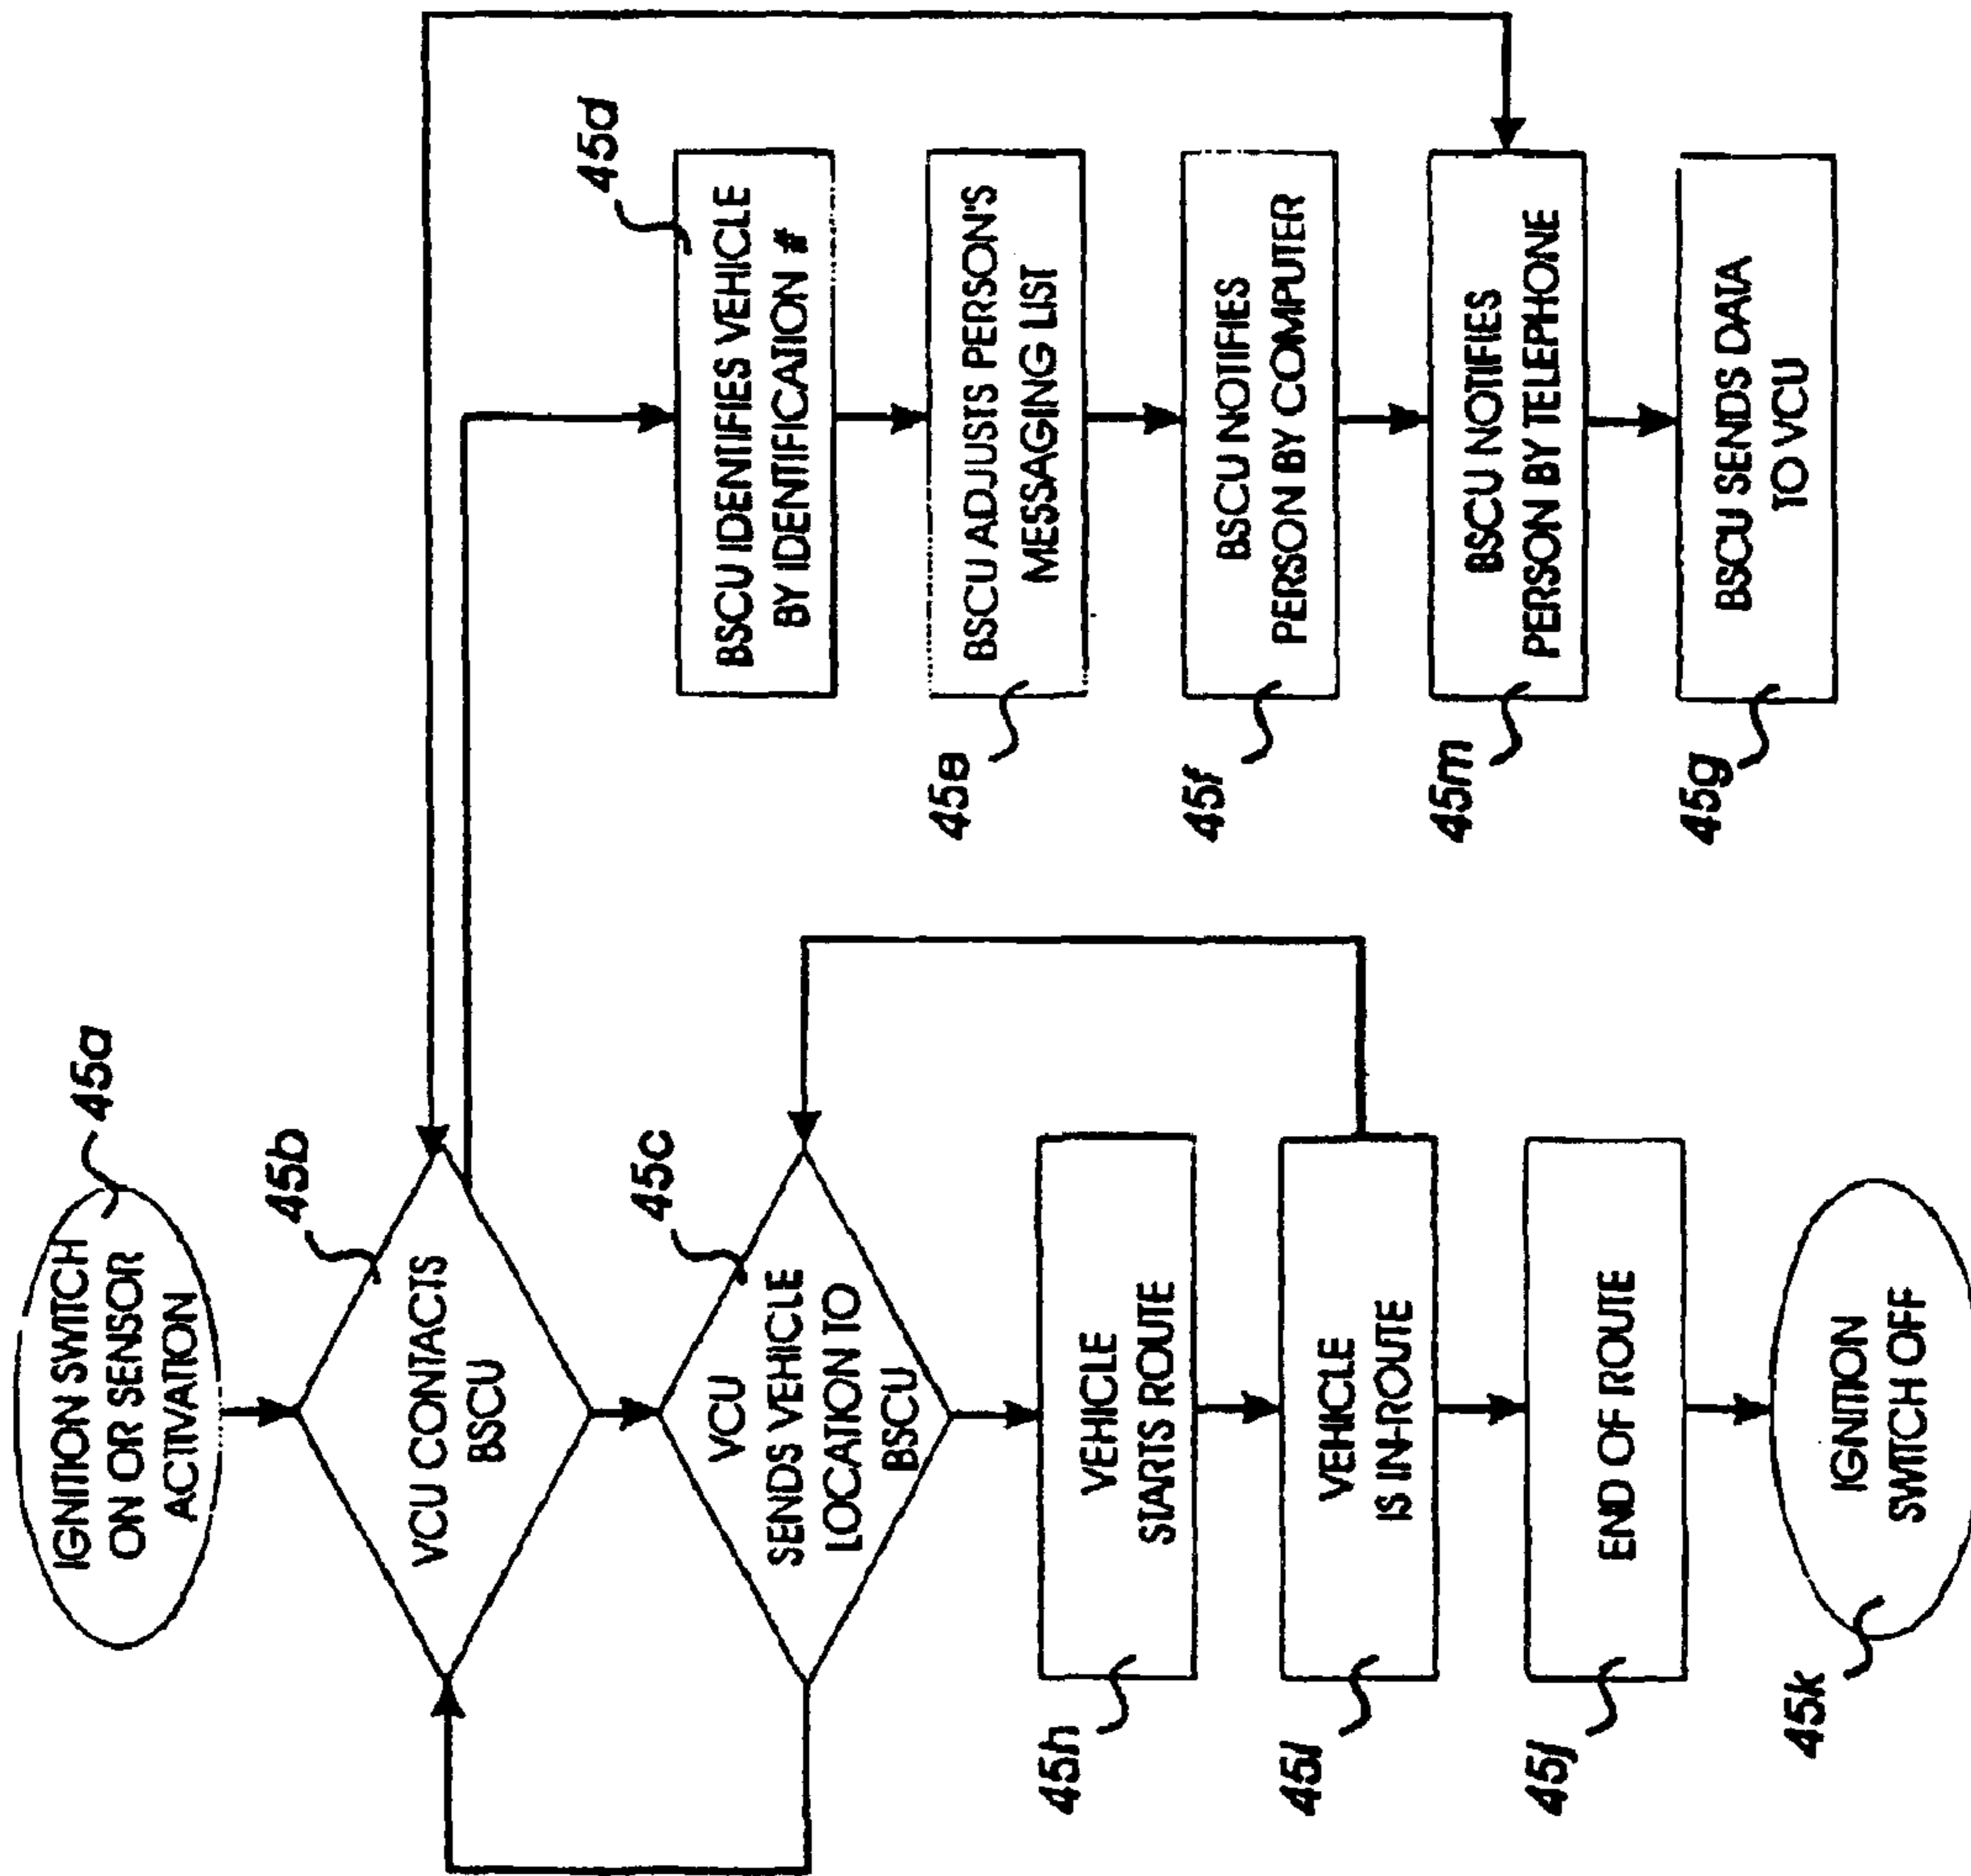 45a
IGNITION SWITCH
ON OR SENSOR
ACTIVATION
45b
VCU CONTACTS
BSCU
45c
VCU
SENDS VEHICLE
LOCATION TO
BSCU
45h
VEHICLE
STARTS ROUTE
45i
VEHICLE
IS IN-ROUTE
45j
END OF ROUTE
45k
IGNITION
SWITCH OFF
45d
BSCU IDENTIFIES VEHICLE
BY IDENTIFICATION #
45e
BSCU ADJUSTS PERSON'S
MESSAGING LIST
45f
BSCU NOTIFIES
PERSON BY COMPUTER
45m
BSCU NOTIFIES
PERSON BY TELEPHONE
45g
BSCU SENDS DATA
TO VCU